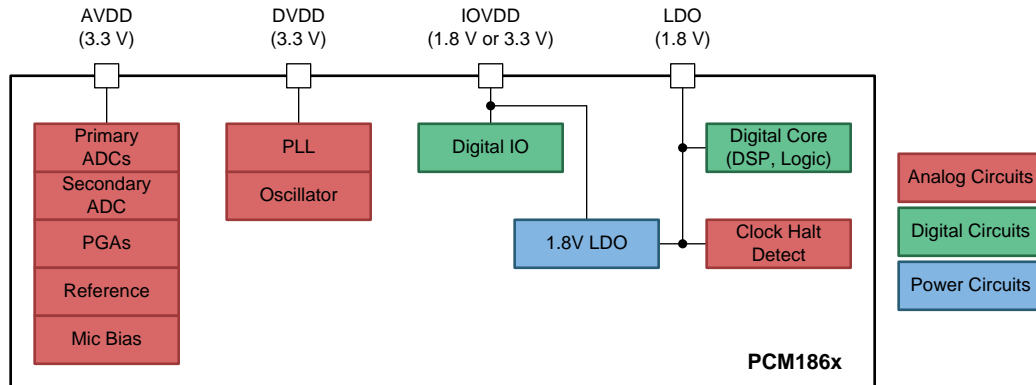 AVDD
(3.3 V)
DVDD
(3.3 V)
IOVDD
(1.8 V or 3.3 V)
LDO
(1.8 V)
Primary
ADCs
Secondary
ADC
PGAs
Reference
Mic Bias
PLL
Oscillator
Digital IO
1.8V LDO
Digital Core
(DSP, Logic)
Clock Halt
Detect
PCM186x
Analog Circuits
Digital Circuits
Power Circuits